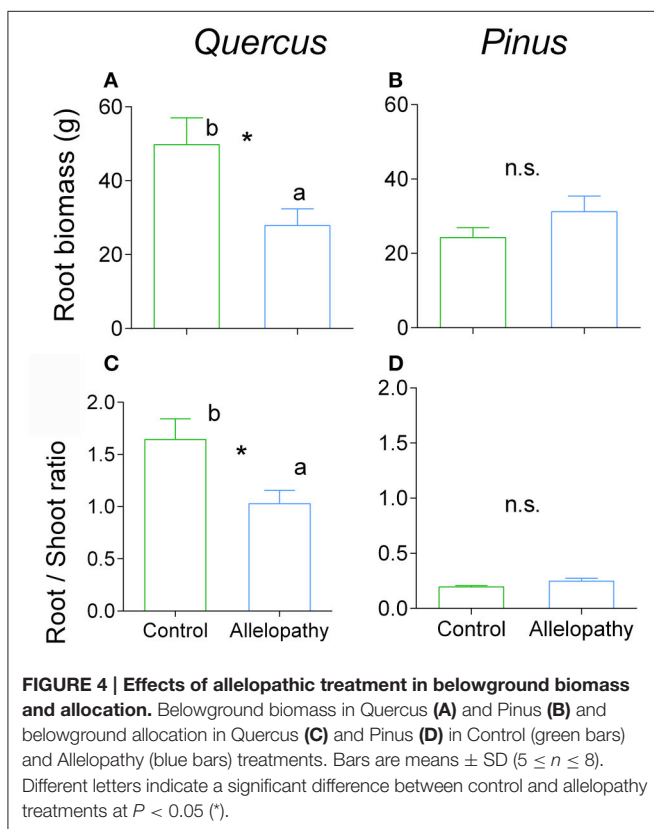 Quercus Pinus
A B
Root biomass (g)
60
40
20
0
b
*
a
60
40
20
0
n.s.
C D
Root / Shoot ratio
2.0
1.5
1.0
0.5
0.0
b
*
a
2.0
1.5
1.0
0.5
0.0
n.s.
Control Allelopathy Control Allelopathy
FIGURE 4 | Effects of allelopathic treatment in belowground biomass
and allocation. Belowground biomass in Quercus (A) and Pinus (B) and
belowground allocation in Quercus (C) and Pinus (D) in Control (green bars)
and Allelopathy (blue bars) treatments. Bars are means ± SD (5 ≤ n ≤ 8).
Different letters indicate a significant difference between control and allelopathy
treatments at P < 0.05 (*).